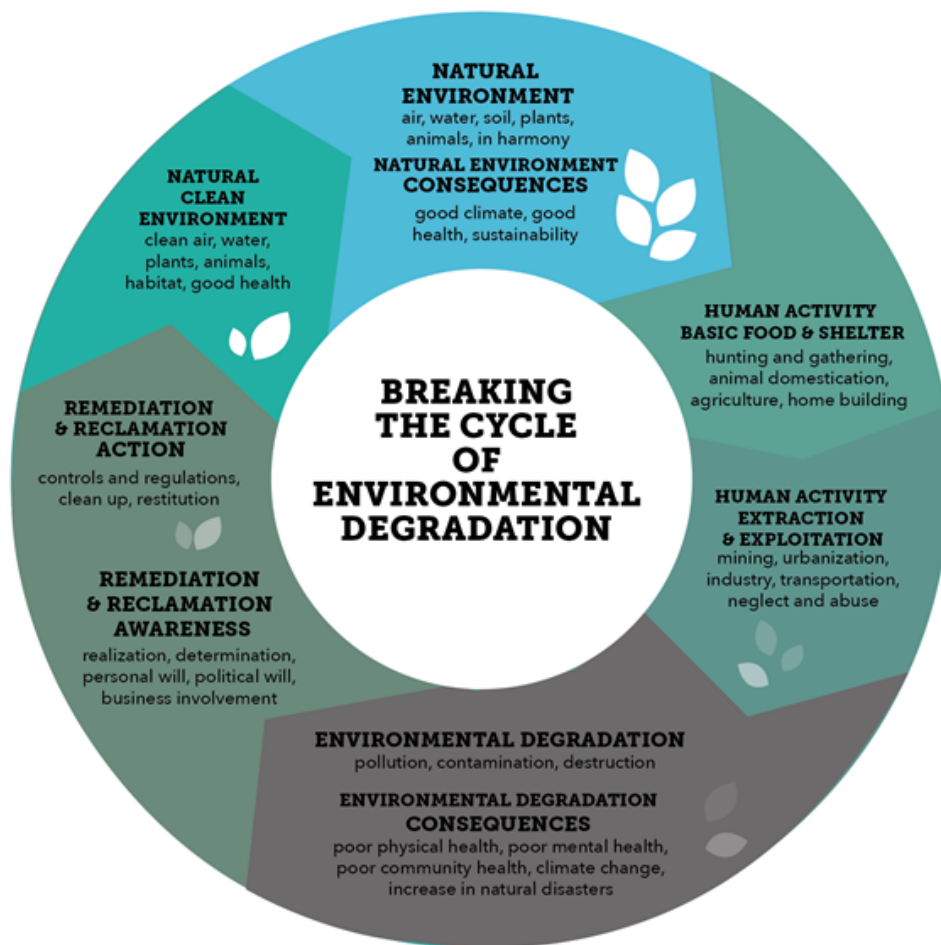 BREAKING
THE CYCLE
OF
ENVIRONMENTAL
DEGRADATION
NATURAL
ENVIRONMENT
air, water, soil, plants,
animals, in harmony
NATURAL ENVIRONMENT
CONSEQUENCES
good climate, good
health, sustainability
HUMAN ACTIVITY
BASIC FOOD & SHELTER
hunting and gathering,
animal domestication,
agriculture, home building
HUMAN ACTIVITY
EXTRACTION
& EXPLOITATION
mining, urbanization,
industry, transportation,
neglect and abuse
ENVIRONMENTAL DEGRADATION
pollution, contamination, destruction
ENVIRONMENTAL DEGRADATION
CONSEQUENCES
poor physical health, poor mental health,
poor community health, climate change,
increase in natural disasters
REMEDIATION
& RECLAMATION
AWARENESS
realization, determination,
personal will, political will,
business involvement
REMEDIATION
& RECLAMATION
ACTION
controls and regulations,
clean up, restitution
NATURAL
CLEAN
ENVIRONMENT
clean air, water,
plants, animals,
habitat, good health